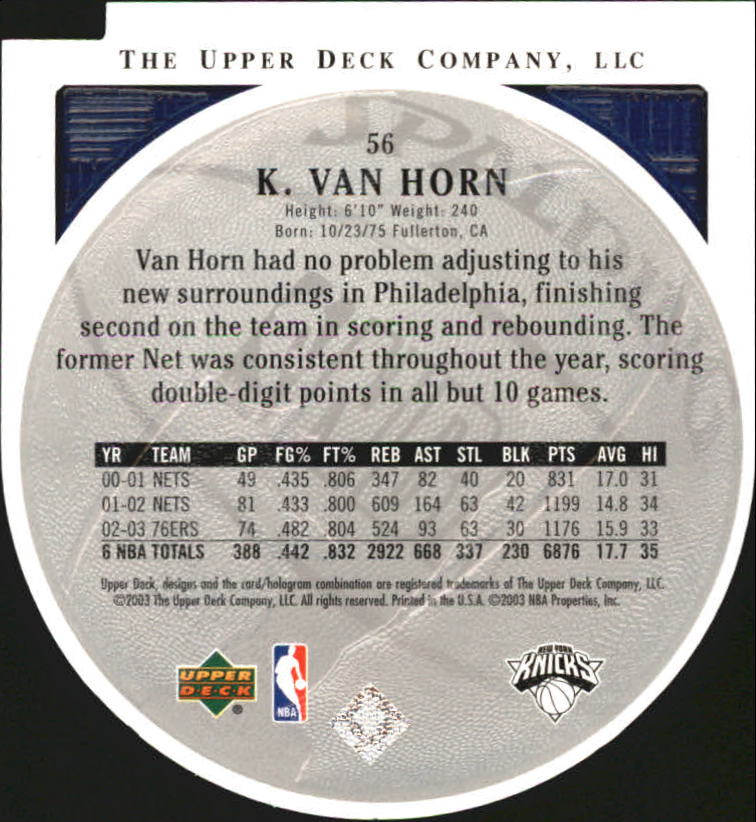 THE UPPER DECK COMPANY, LLC
56
K. VAN HORN
Height: 6'10" Weight: 240
Born: 10/23/75 Fullerton, CA
Van Horn had no problem adjusting to his
new surroundings in Philadelphia, finishing
second on the team in scoring and rebounding. The
former Net was consistent throughout the year, scoring
double-digit points in all but 10 games.
YR TEAM GP FG% FT% REB AST STL BLK PTS AVG HI
00-01 NETS 49 .435 .806 347 82 40 20 831 17.0 31
01-02 NETS 81 .433 .800 609 164 63 42 1199 14.8 34
02-03 76ERS 74 .482 .804 524 93 63 30 1176 15.9 33
6 NBA TOTALS 388 .442 .832 2922 668 337 230 6876 17.7 35
Upper Deck, designs and the card/hologram combination are registered trademarks of The Upper Deck Company, LLC.
©2003 The Upper Deck Company, LLC. All rights reserved. Printed in the U.S.A. ©2003 NBA Properties, Inc.
UPPER
DECK
®
NBA
NEW YORK
KNICKS